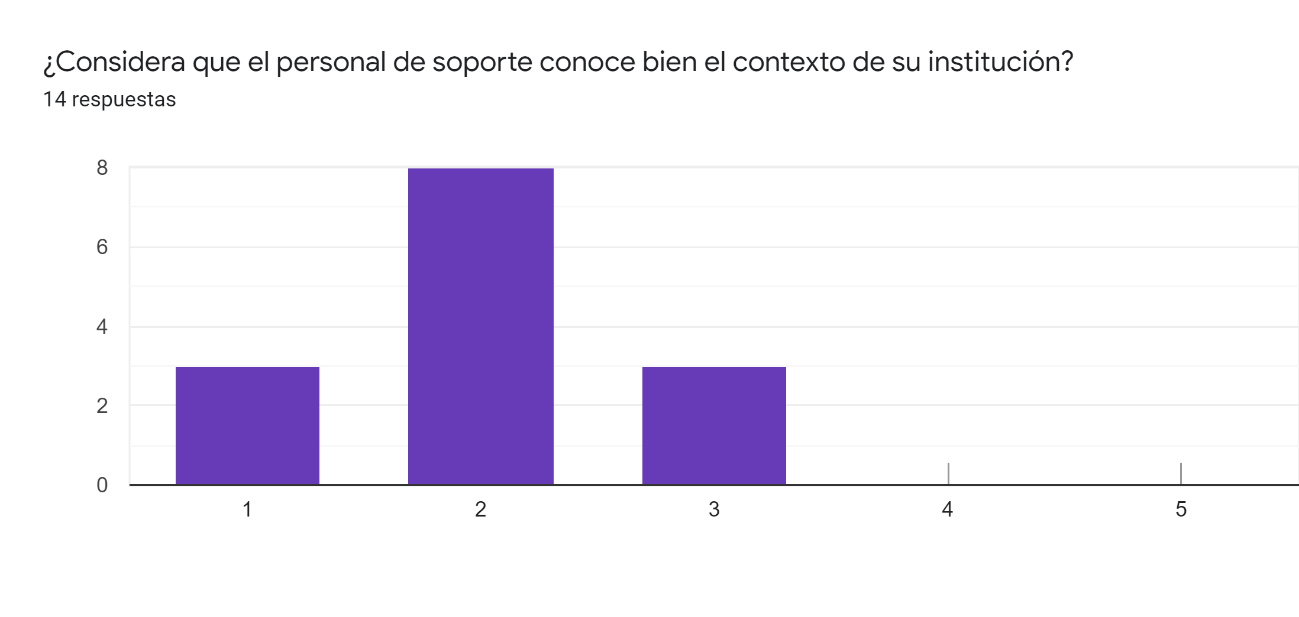 ¿Considera que el personal de soporte conoce bien el contexto de su institución?
14 respuestas
8
6
4
2
0
1 2 3 4 5